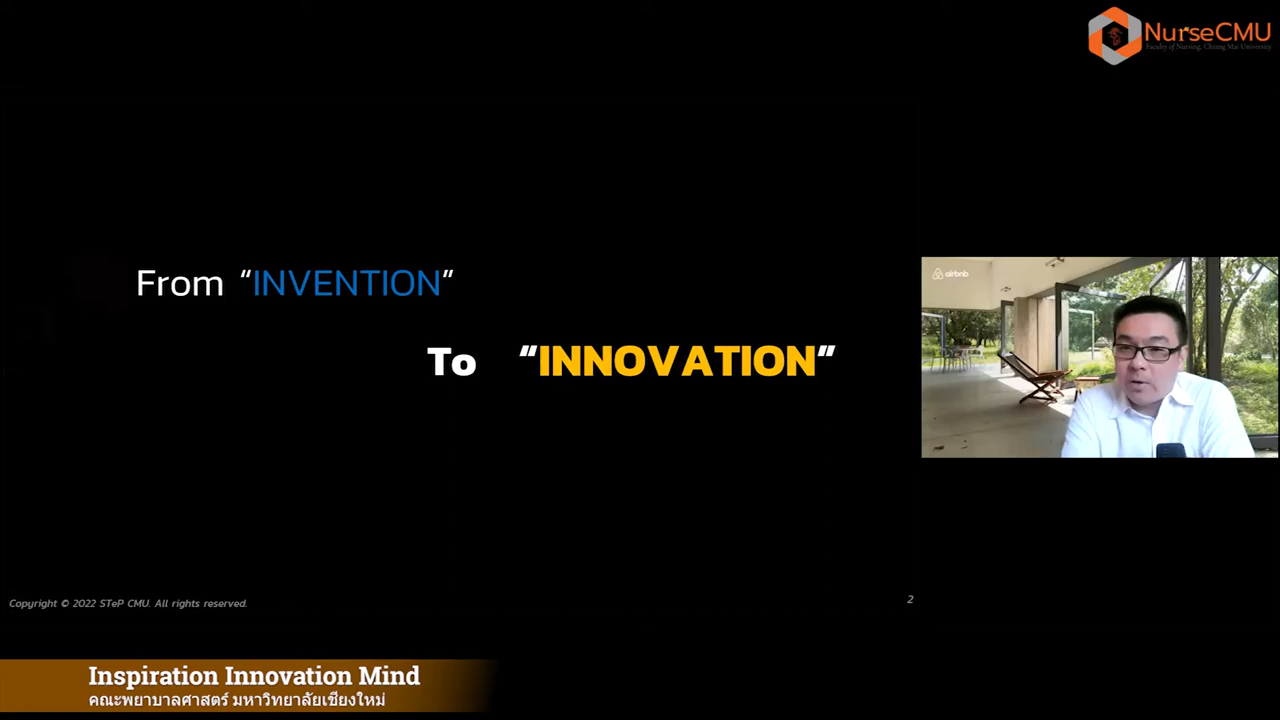 NurseCMU
Faculty of Nursing, Chiang Mai University
From “INVENTION”
airbnb
To “INNOVATION”
Copyright © 2022 STeP CMU. All rights reserved.
2
Inspiration Innovation Mind
คณะพยาบาลศาสตร์ มหาวิทยาลัยเชียงใหม่